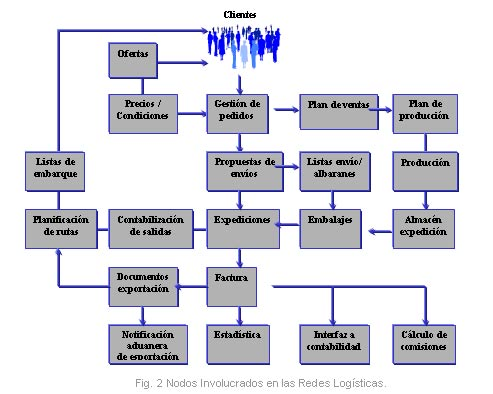 Clientes
Ofertas
Precios /
Condiciones
Gestión de
pedidos
Plan de ventas
Plan de
producción
Listas de
embarque
Propuestas de
envíos
Listas envío/
albaranes
Producción
Planificación
de rutas
Contabilización
de salidas
Expediciones
Embalajes
Almacén
expedición
Documentos
exportación
Factura
Notificación
aduanera
de esportación
Estadística
Interfaz a
contabilidad
Cálculo de
comisiones
Fig. 2 Nodos Involucrados en las Redes Logísticas.